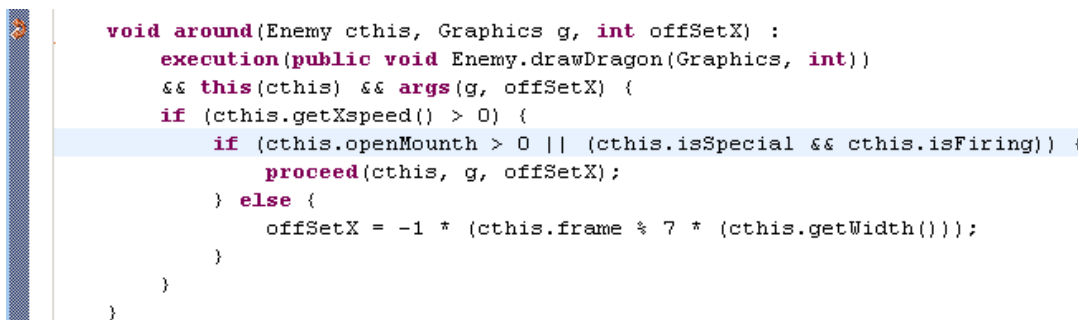 void around(Enemy cthis, Graphics g, int offSetX) :
execution(public void Enemy.drawDragon(Graphics, int))
&& this(cthis) && args(g, offSetX) {
if (cthis.getXspeed() > 0) {
if (cthis.openMounth > 0 || (cthis.isSpecial && cthis.isFiring)) {
proceed(cthis, g, offSetX);
} else {
offSetX = -1 * (cthis.frame % 7 * (cthis.getWidth()));
}
}
}